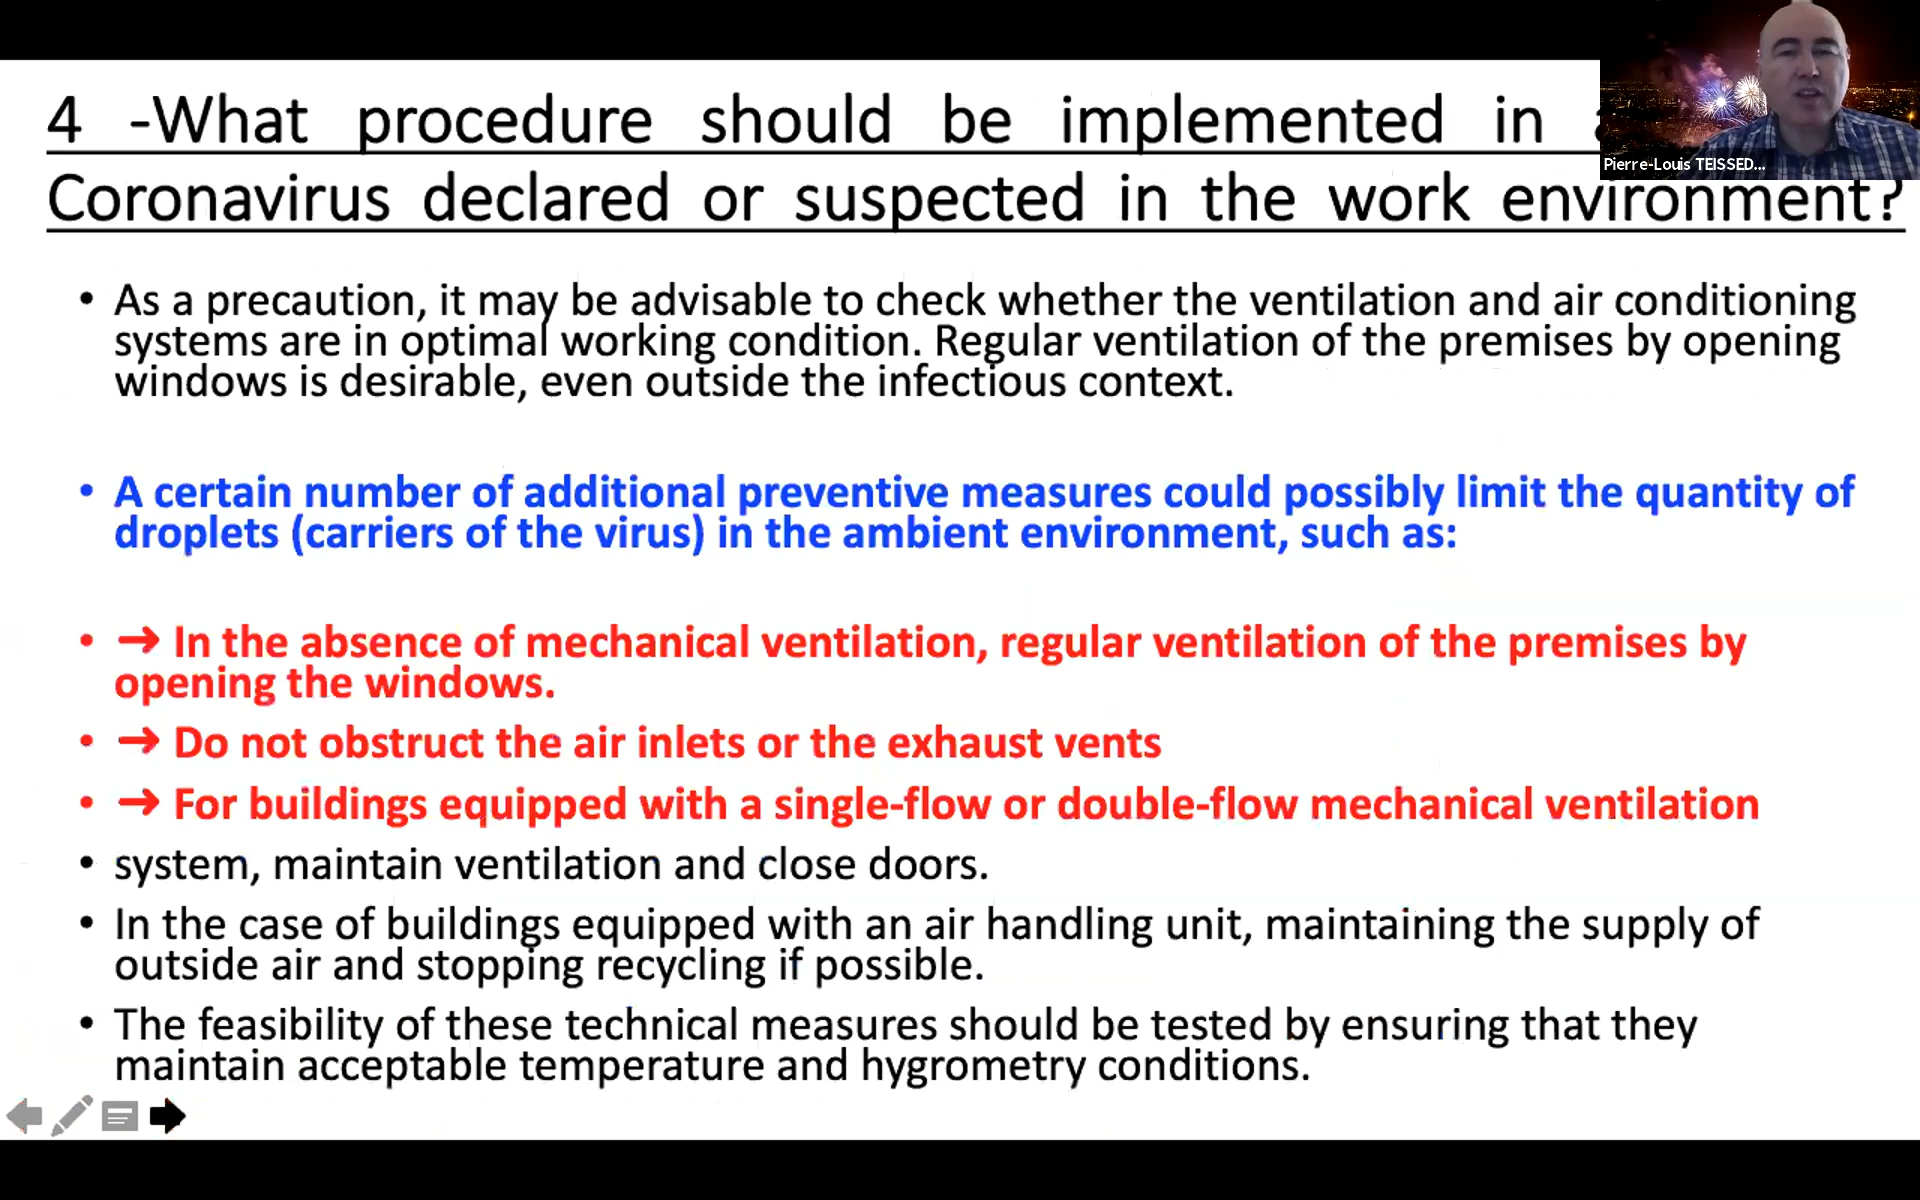 4 -What procedure should be implemented in
Pierre-Louis TEISSED...
Coronavirus declared or suspected in the work environment?
• As a precaution, it may be advisable to check whether the ventilation and air conditioning
systems are in optimal working condition. Regular ventilation of the premises by opening
windows is desirable, even outside the infectious context.
• A certain number of additional preventive measures could possibly limit the quantity of
droplets (carriers of the virus) in the ambient environment, such as:
• → In the absence of mechanical ventilation, regular ventilation of the premises by
opening the windows.
• → Do not obstruct the air inlets or the exhaust vents
• → For buildings equipped with a single-flow or double-flow mechanical ventilation
• system, maintain ventilation and close doors.
• In the case of buildings equipped with an air handling unit, maintaining the supply of
outside air and stopping recycling if possible.
• The feasibility of these technical measures should be tested by ensuring that they
maintain acceptable temperature and hygrometry conditions.